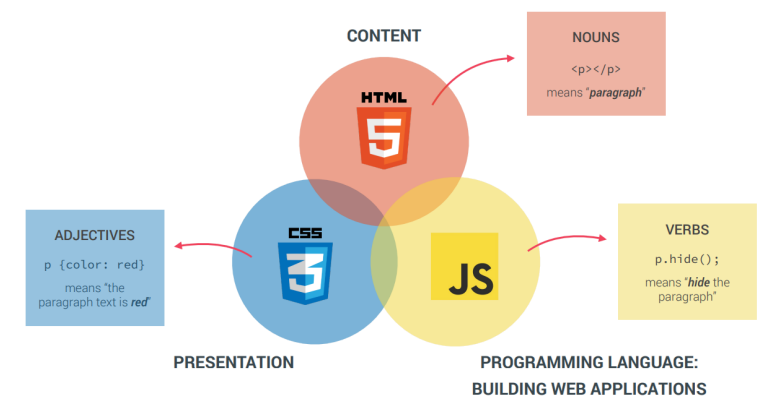 CONTENT
NOUNS
<p></p>
means “paragraph”
HTML
5
ADJECTIVES
p {color: red}
means “the
paragraph text is red”
CSS
3
JS
VERBS
p.hide();
means “hide the
paragraph”
PRESENTATION
PROGRAMMING LANGUAGE:
BUILDING WEB APPLICATIONS